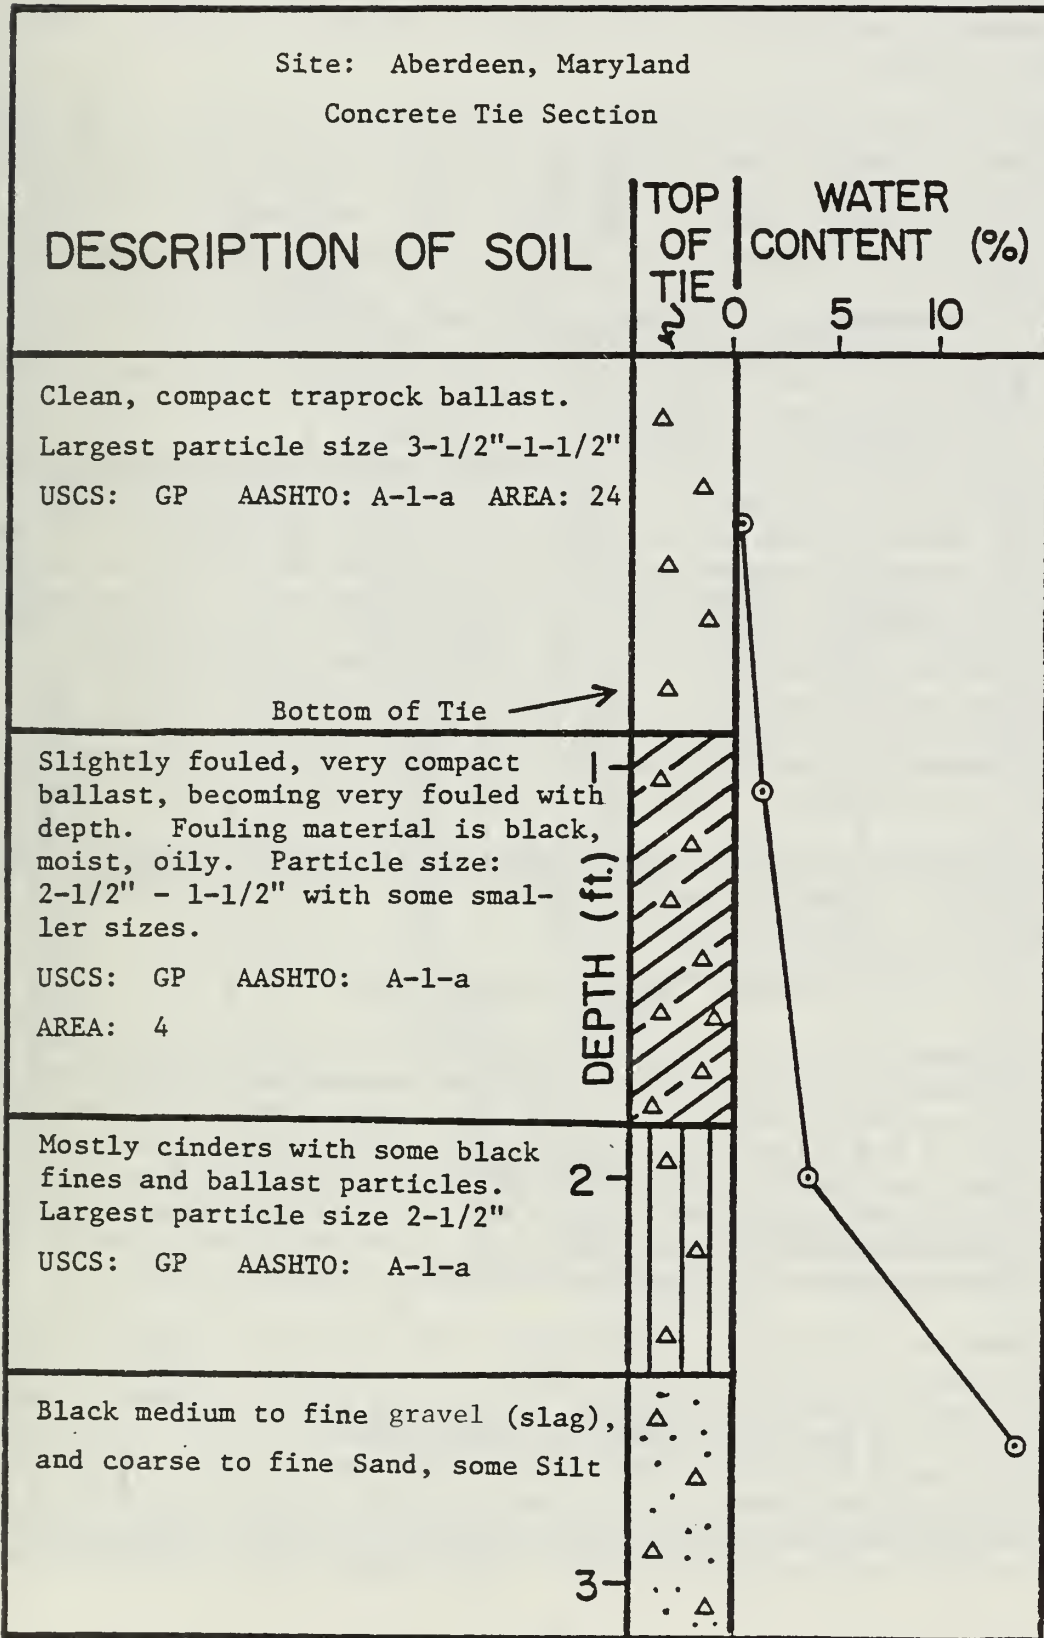 Site: Aberdeen, Maryland
Concrete Tie Section
DESCRIPTION OF SOIL
TOP
OF
TIE
WATER
CONTENT (%)
0 5 10
Clean, compact traprock ballast.
Largest particle size 3-1/2"-1-1/2"
USCS: GP AASHTO: A-1-a AREA: 24
Bottom of Tie
Slightly fouled, very compact
ballast, becoming very fouled with
depth. Fouling material is black,
moist, oily. Particle size:
2-1/2" - 1-1/2" with some smal-
ler sizes.
USCS: GP AASHTO: A-1-a
AREA: 4
1
DEPTH (ft.)
Mostly cinders with some black
fines and ballast particles.
Largest particle size 2-1/2"
USCS: GP AASHTO: A-1-a
2
Black medium to fine gravel (slag),
and coarse to fine Sand, some Silt
3